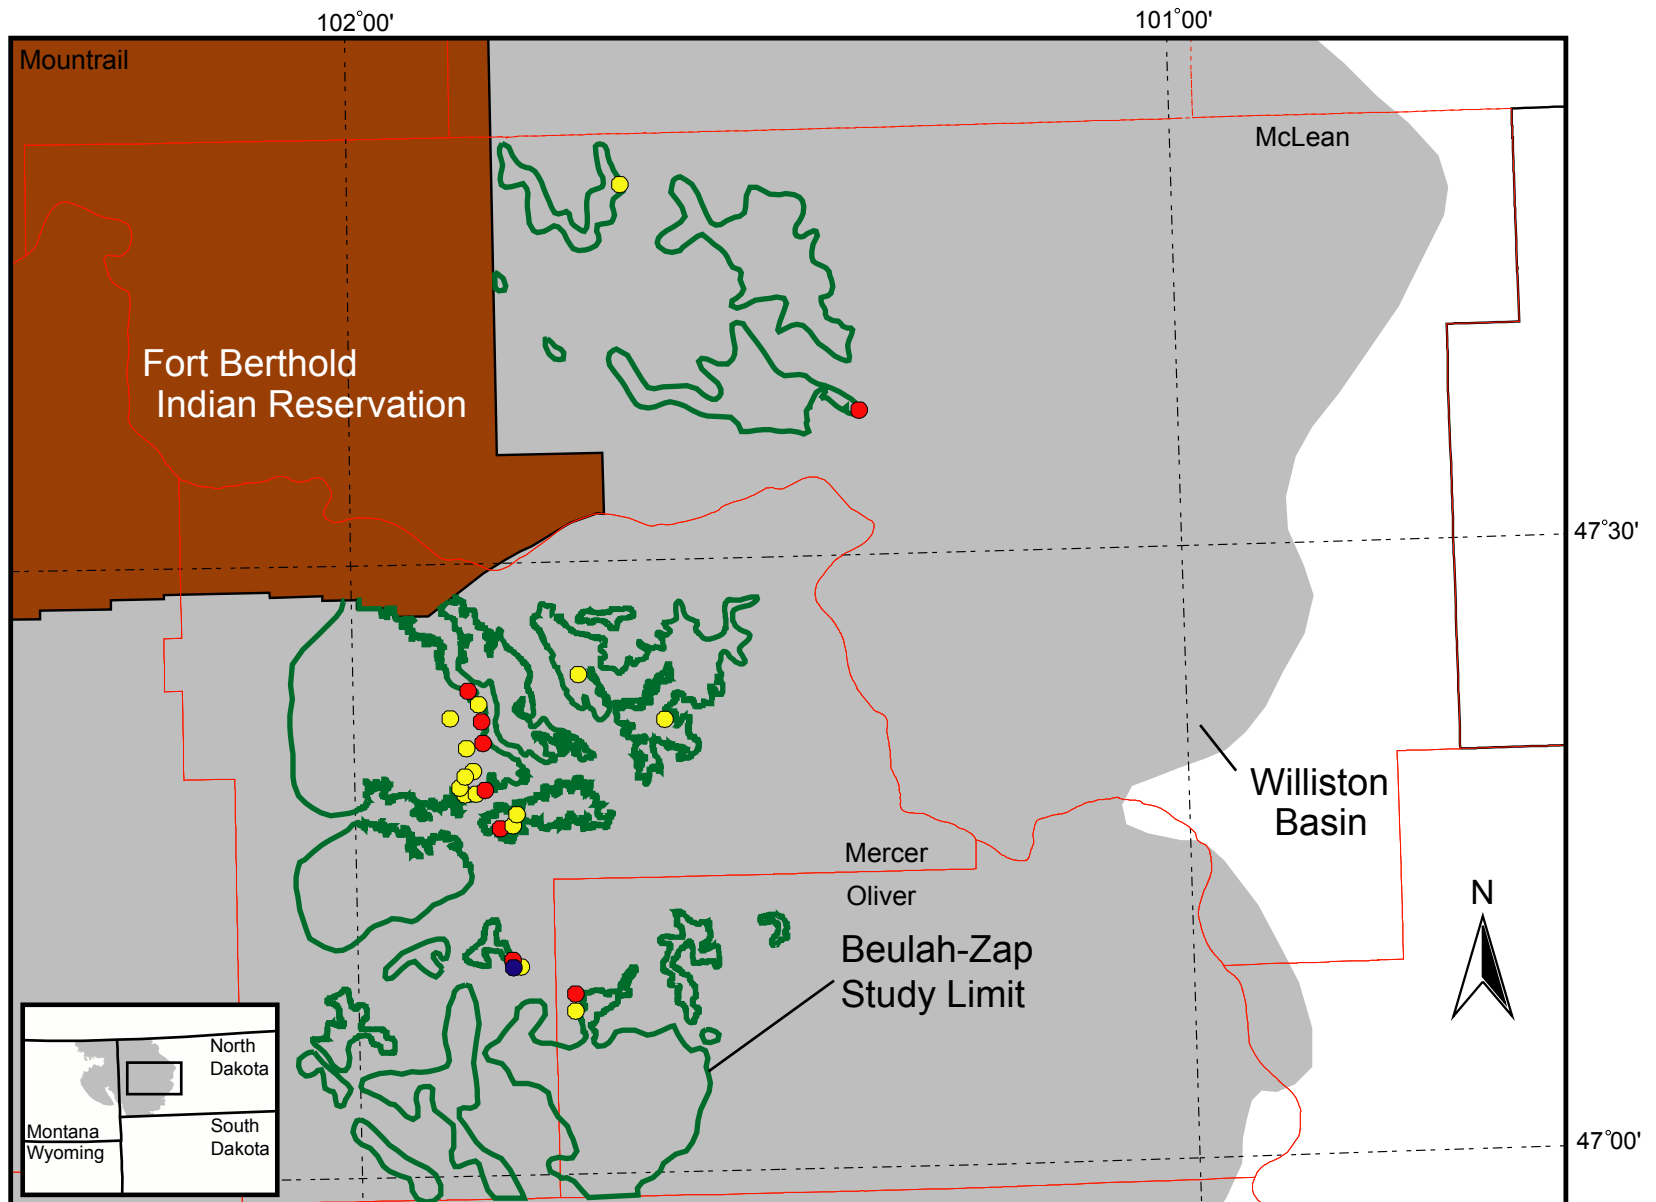 102°00'
101°00'
Mountrail
McLean
Fort Berthold
Indian Reservation
47°30'
Williston
Basin
Mercer
Oliver
N
Beulah-Zap
Study Limit
North
Dakota
South
Dakota
Montana
Wyoming
47°00'